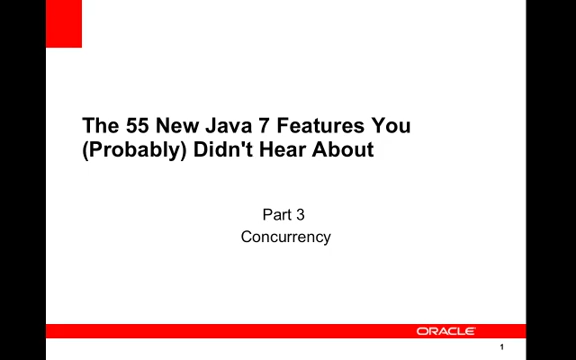 The 55 New Java 7 Features You
(Probably) Didn't Hear About
Part 3
Concurrency
ORACLE
1